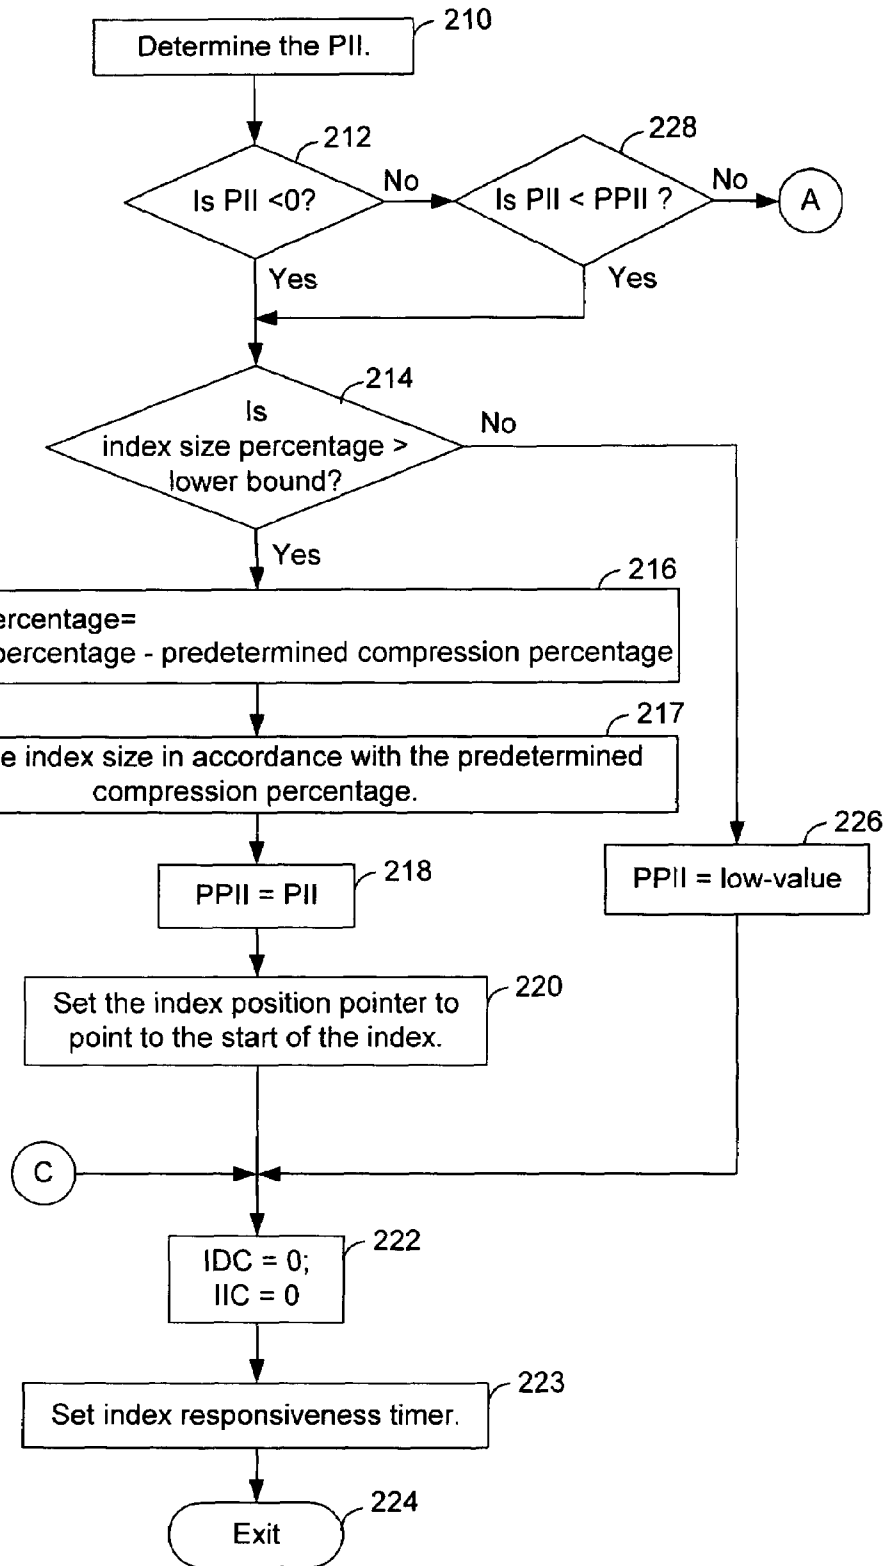 210
Determine the PII.
212
228
Is PII <0?
No
Is PII < PPII ?
No
A
Yes
Yes
214
Is
index size percentage >
lower bound?
No
Yes
216
ercentage=
percentage - predetermined compression percentage
217
e index size in accordance with the predetermined
compression percentage.
226
218
PPII = PII
PPII = low-value
220
Set the index position pointer to
point to the start of the index.
C
222
IDC = 0;
IIC = 0
223
Set index responsiveness timer.
224
Exit